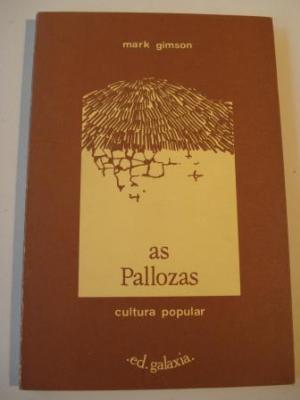 mark gimson
as
Pallozas
cultura popular
.ed. galaxia.